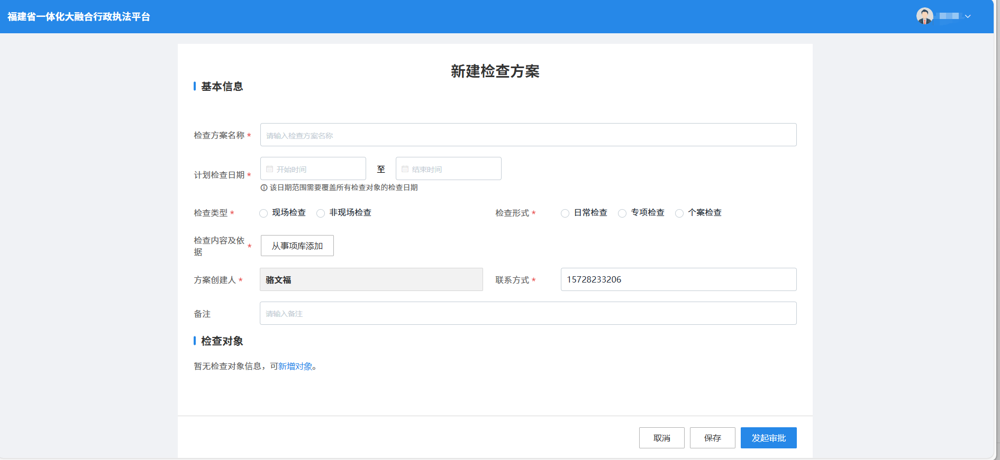 福建省一体化大融合行政执法平台
新建检查方案
基本信息
检查方案名称 * 请输入检查方案名称
计划检查日期 * 开始时间 至 结束时间
该日期范围需要覆盖所有检查对象的检查日期
检查类型 * 现场检查 非现场检查 检查形式 * 日常检查 专项检查 个案检查
检查内容及依据 * 从事项库添加
方案创建人 * 骆文福 联系方式 * 15728233206
备注 请输入备注
检查对象
暂无检查对象信息，可新增对象。
取消 保存 发起审批